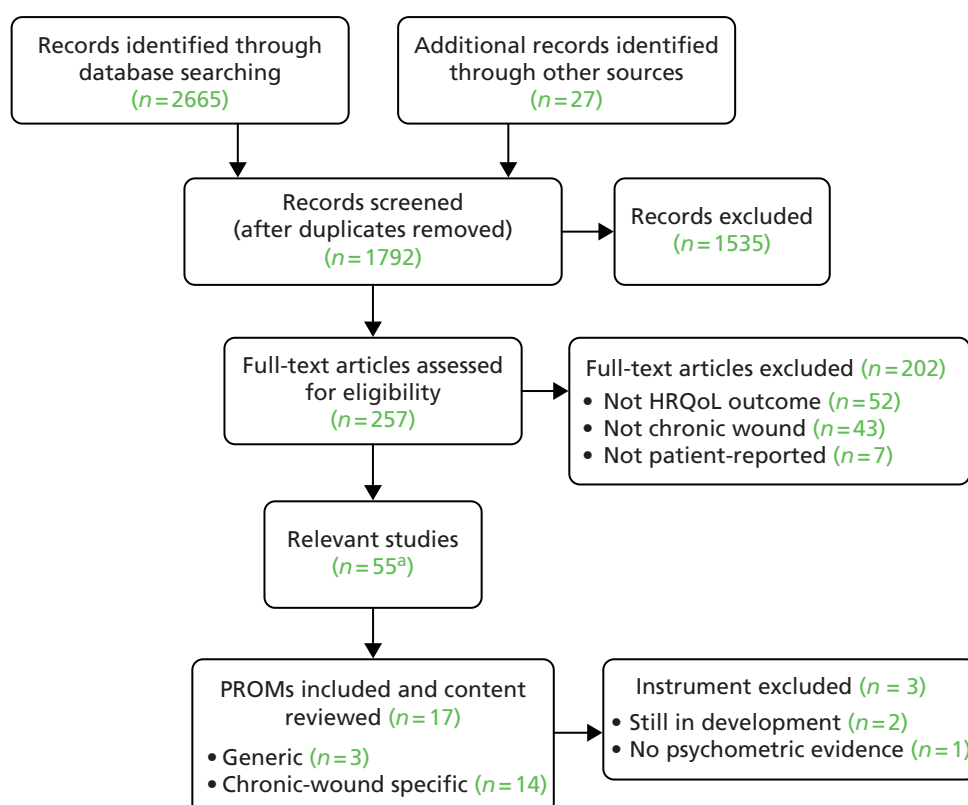 Records identified through
database searching
(n=2665)
Additional records identified
through other sources
(n=27)
Records screened
(after duplicates removed)
(n=1792)
Records excluded
(n=1535)
Full-text articles assessed
for eligibility
(n=257)
Full-text articles excluded (n=202)
• Not HRQoL outcome (n=52)
• Not chronic wound (n=43)
• Not patient-reported (n=7)
Relevant studies
(n=55a)
PROMs included and content
reviewed (n=17)
• Generic (n=3)
• Chronic-wound specific (n=14)
Instrument excluded (n = 3)
• Still in development (n=2)
• No psychometric evidence (n=1)